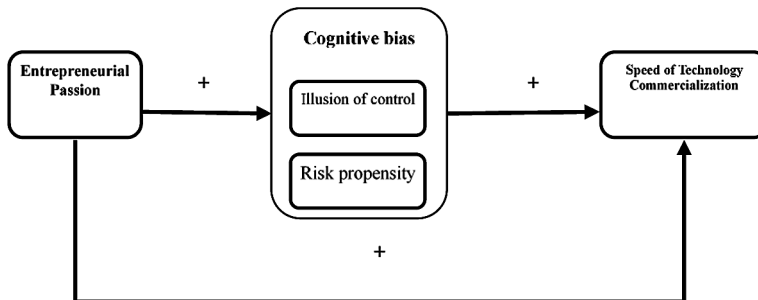 Cognitive bias
Entrepreneurial
Passion
+
Illusion of control
+
Speed of Technology
Commercialization
Risk propensity
+